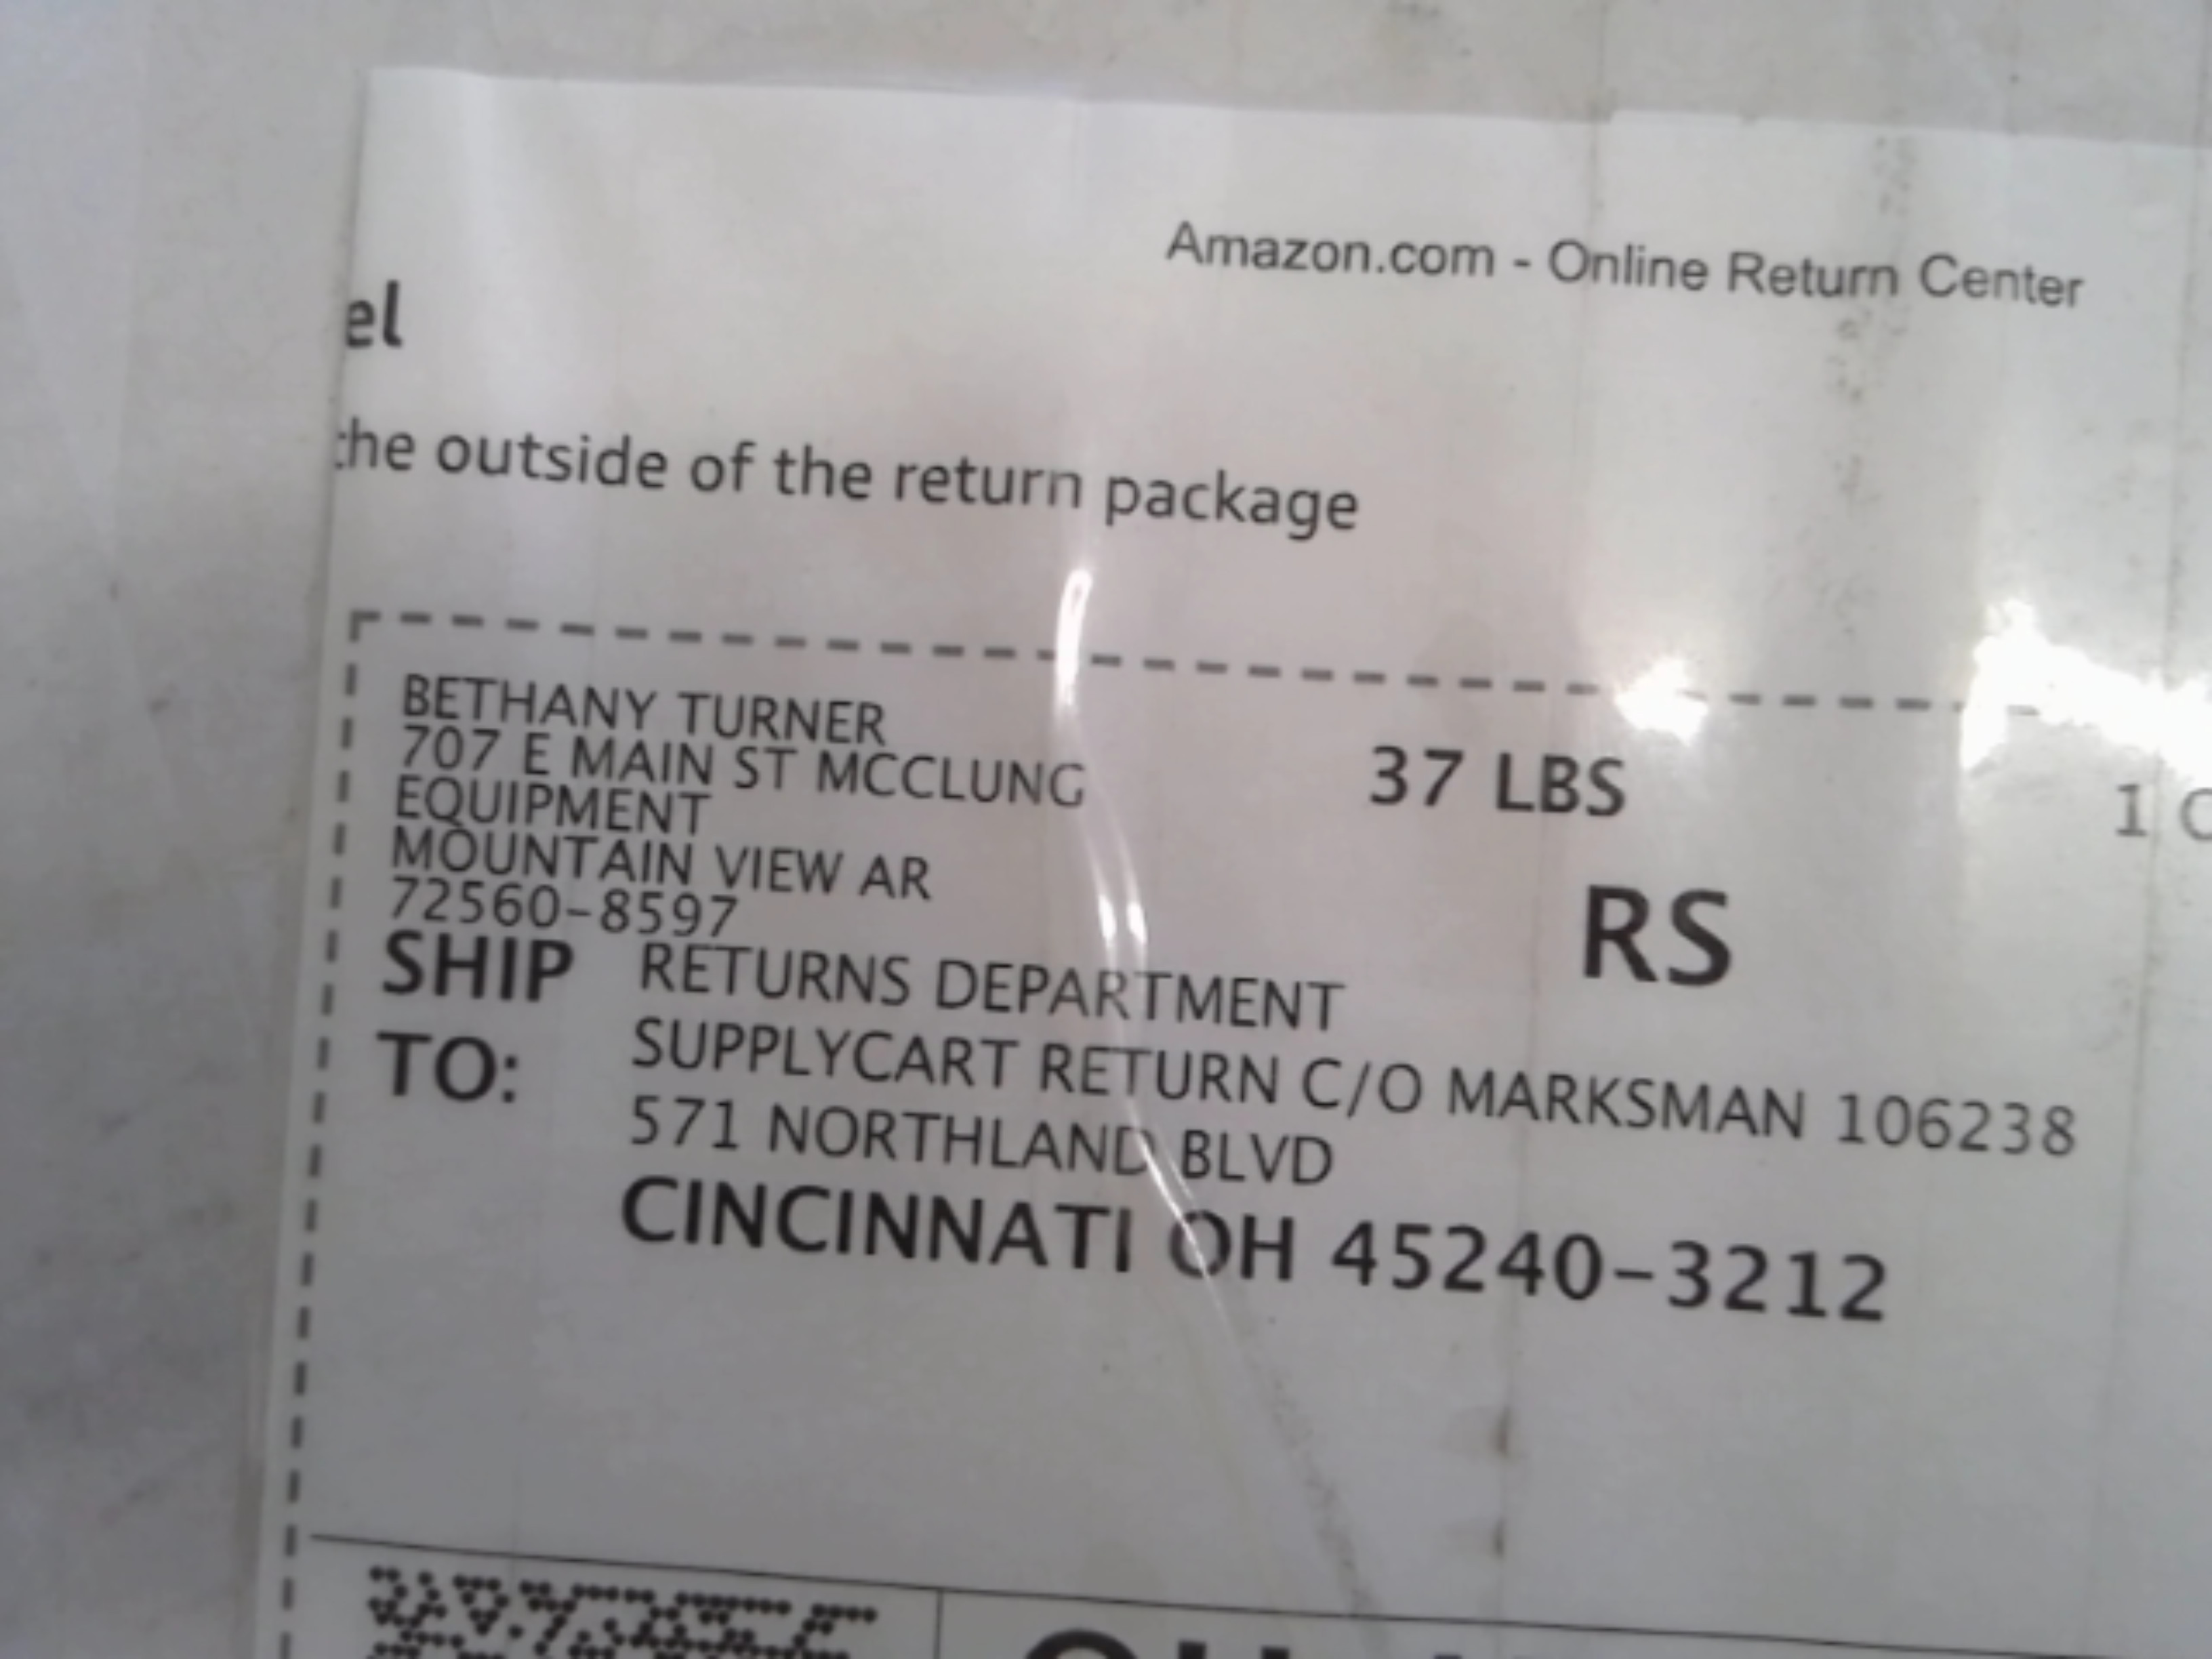 Amazon.com - Online Return Center
el
the outside of the return package
BETHANY TURNER
707 E MAIN ST MCCLUNG
EQUIPMENT
MOUNTAIN VIEW AR
72560-8597
37 LBS
1
RS
SHIP TO:
RETURNS DEPARTMENT
SUPPLYCART RETURN C/O MARKSMAN 106238
571 NORTHLAND BLVD
CINCINNATI OH 45240-3212